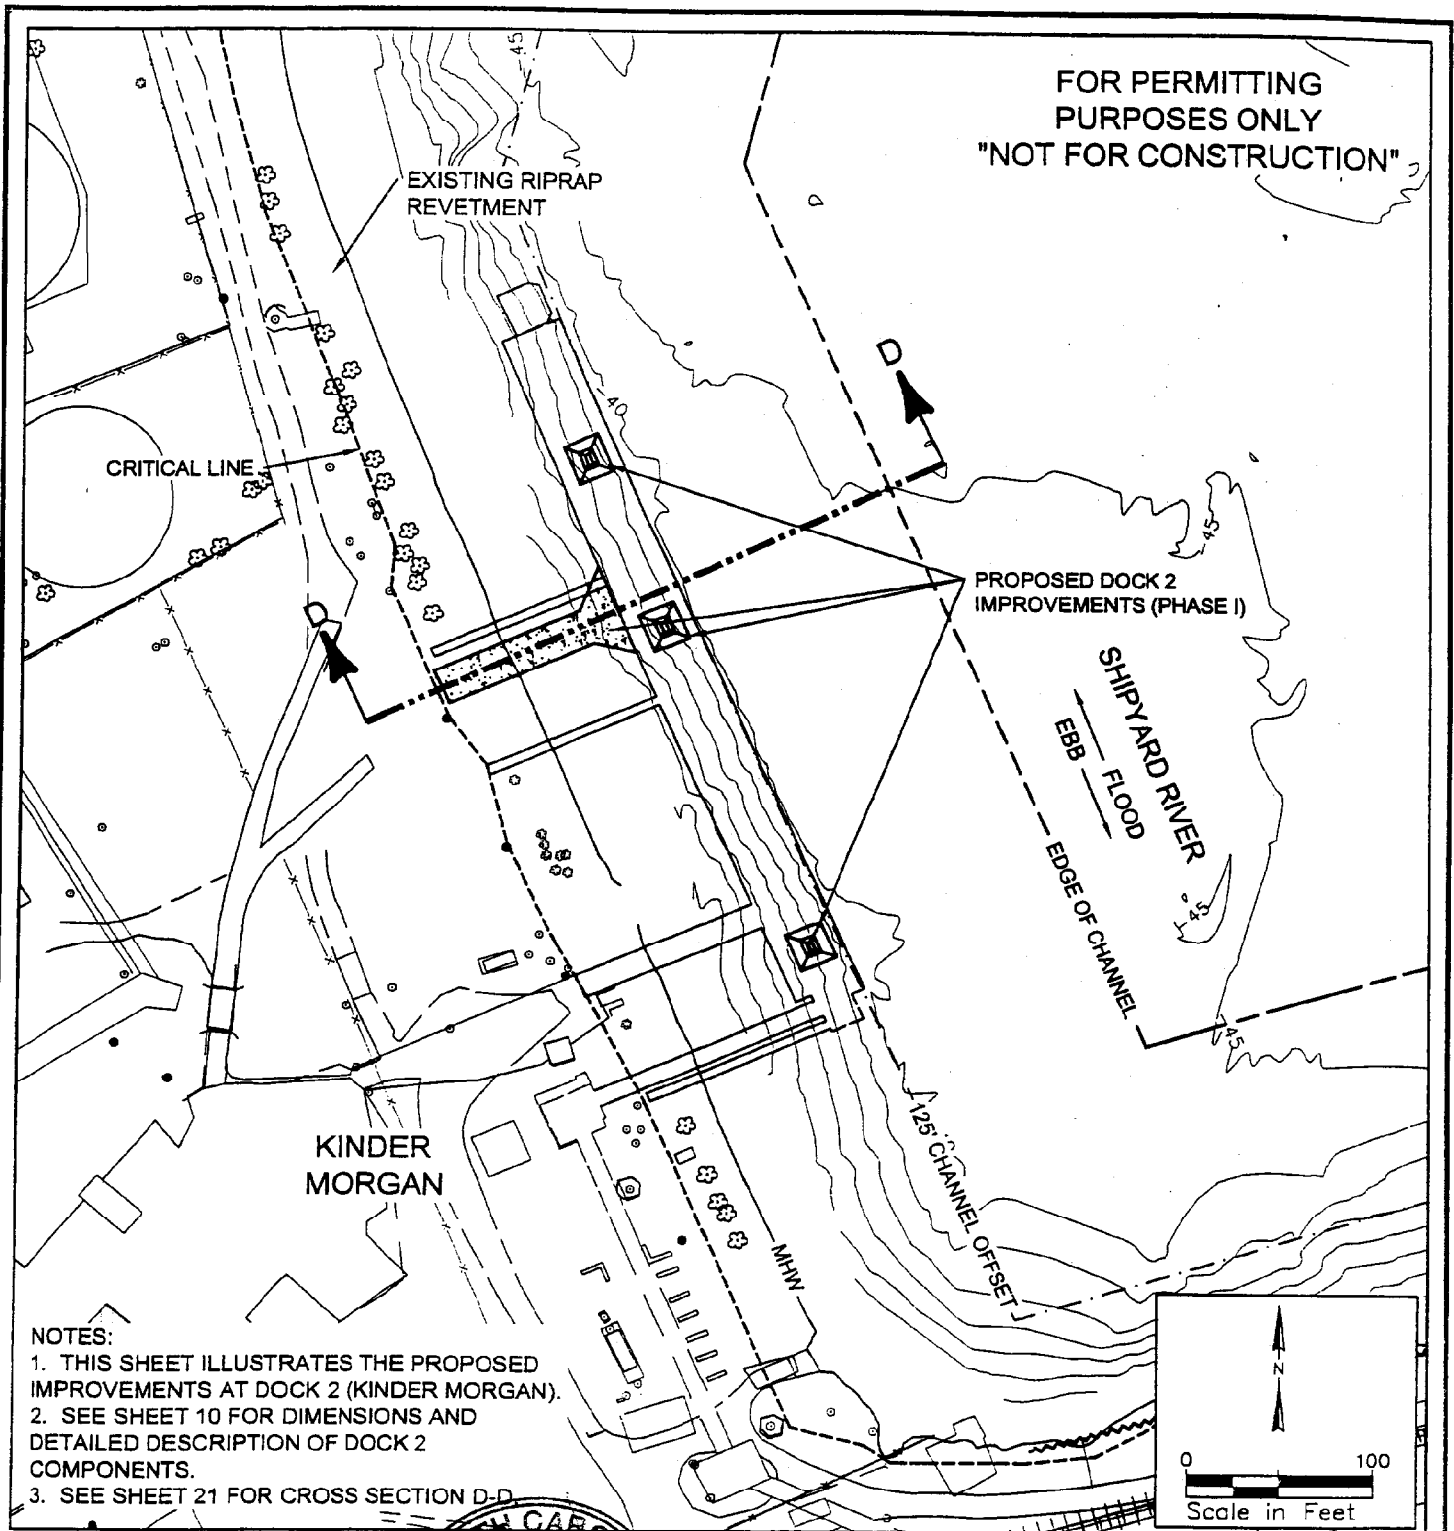 FOR PERMITTING
PURPOSES ONLY
"NOT FOR CONSTRUCTION"
45
EXISTING RIPRAP
REVETMENT
D
40
CRITICAL LINE
45
PROPOSED DOCK 2
IMPROVEMENTS (PHASE I)
D
SHIPYARD RIVER
FLOOD
EBB
EDGE OF CHANNEL
45
45
125' CHANNEL OFFSET
KINDER
MORGAN
MHW
NOTES:
1. THIS SHEET ILLUSTRATES THE PROPOSED
IMPROVEMENTS AT DOCK 2 (KINDER MORGAN).
2. SEE SHEET 10 FOR DIMENSIONS AND
DETAILED DESCRIPTION OF DOCK 2
COMPONENTS.
3. SEE SHEET 21 FOR CROSS SECTION D-D.
N
0 100
Scale in Feet